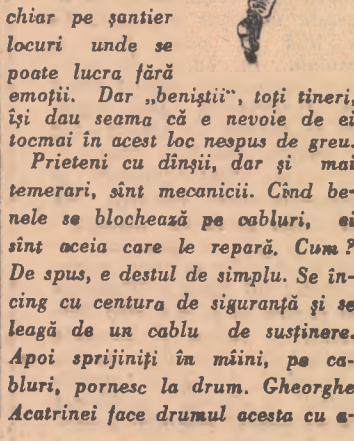 chiar pe șantier
locuri unde se
poate lucra fără
emoții. Dar „beniștii“, toți tineri,
își dau seama că e nevoie de ei
tocmai în acest loc nespus de greu.
Prieteni cu dînșii, dar și mai
temerari, sînt mecanicii. Cînd be-
nele se blochează pe cabluri, ei
sînt aceia care le repară. Cum?
De spus, e destul de simplu. Se în-
cing cu centura de siguranță și se
leagă de un cablu de susținere.
Apoi sprijiniți în mîini, pe ca-
bluri, pornesc la drum. Gheorghe
Acatrinei face drumul acesta cu a-